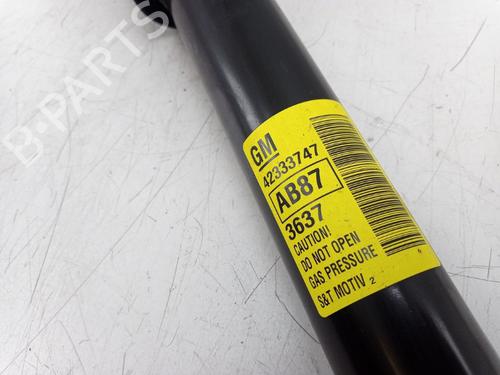 B-PARTS
GM
42333747
AB87
3637
CAUTION!
DO NOT OPEN
GAS PRESSURE
S&T MOTIV 2